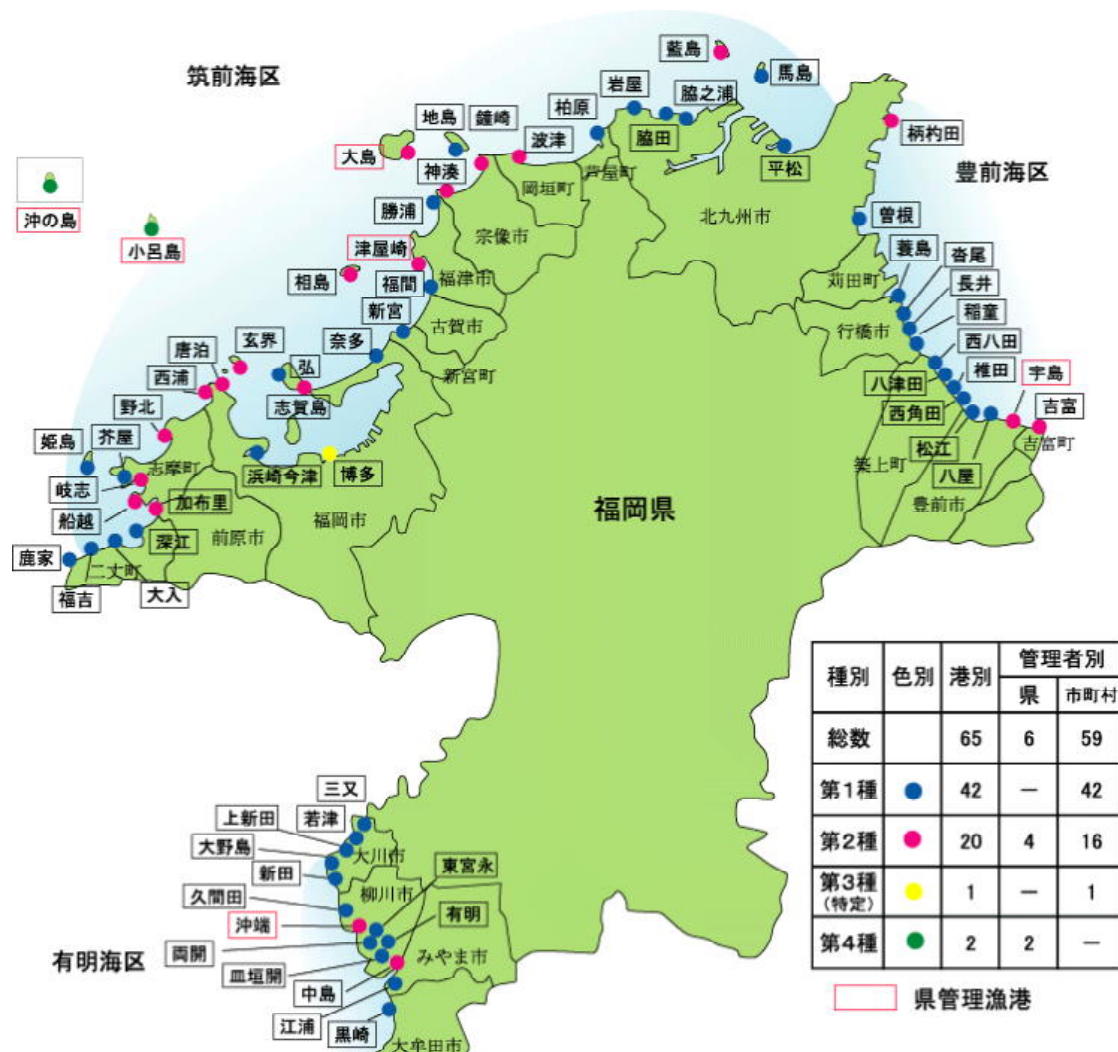 筑前海区
藍島
馬島
岩屋
脇之浦
柏原
脇田
平松
柄杓田
豊前海区
地島
鐘崎
波津
大島
神湊
岡垣町
芦屋町
北九州市
沖の島
小呂島
勝浦
宗像市
津屋崎
福津市
相島
福間
新宮
古賀市
奈多
新宮町
曽根
蓑島
沓尾
長井
苅田町
稲童
行橋市
西八田
八津田
椎田
宇島
西角田
吉富
吉富町
松江
築上町
八屋
豊前市
玄界
唐泊
弘
西浦
志賀島
野北
姫島
芥屋
志摩町
浜崎今津
博多
岐志
加布里
福岡市
船越
前原市
深江
鹿家
二丈町
福吉
大入
福岡県
種別 色別 港別 管理者別
県 市町村
総数 65 6 59
第1種 42 － 42
第2種 20 4 16
第3種 1 － 1
(特定)
第4種 2 2 －
県管理漁港
三又
若津
上新田
大野島
大川市
新田
東宮永
柳川市
久間田
有明
沖端
両開
みやま市
有明海区
皿垣開
中島
江浦
黒崎
大牟田市